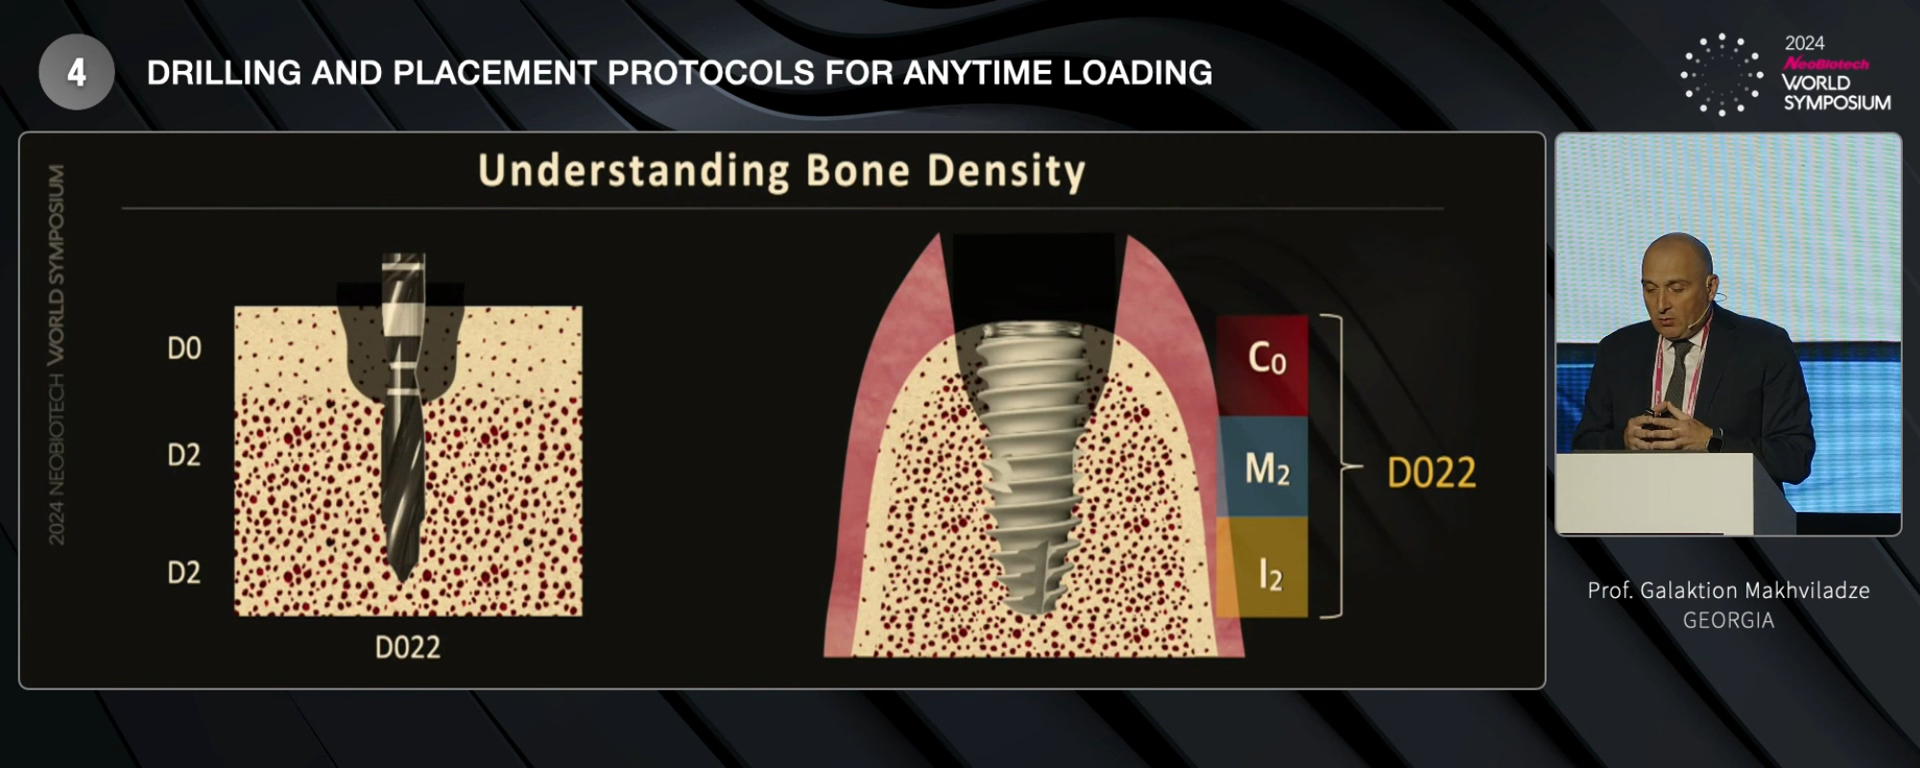 4
DRILLING AND PLACEMENT PROTOCOLS FOR ANYTIME LOADING
2024
NeoBiotech
WORLD
SYMPOSIUM
2024 NEOBIOTECH WORLD SYMPOSIUM
Understanding Bone Density
D0
D2
D2
D022
C0
M2
I2
D022
Prof. Galaktion Makhviladze
GEORGIA